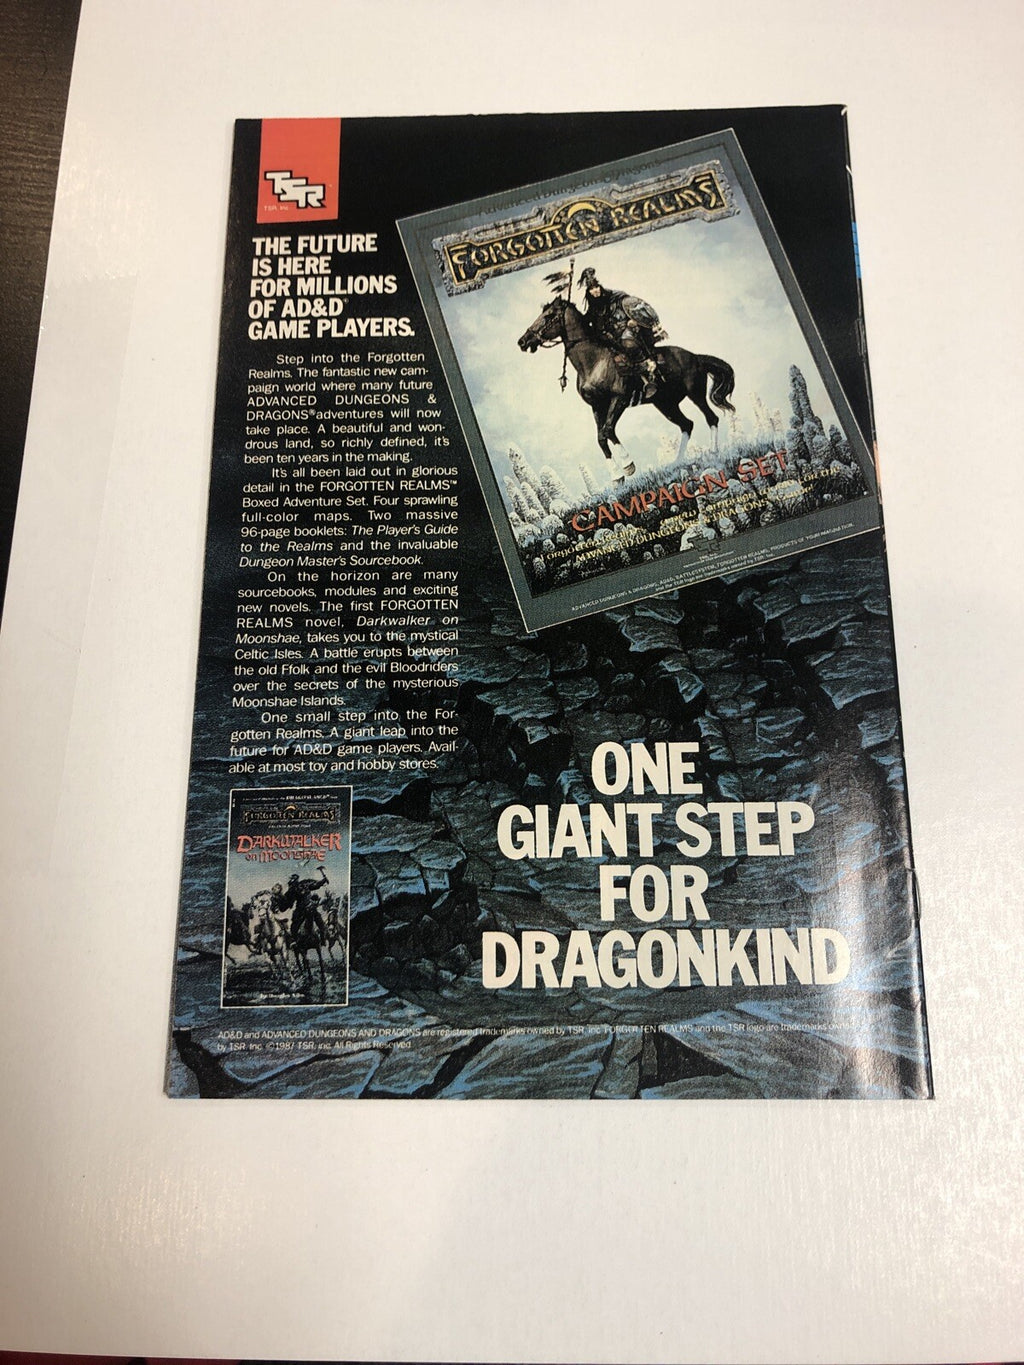 TSR
TSR, Inc.
THE FUTURE
IS HERE
FOR MILLIONS
OF AD&D®
GAME PLAYERS.
Step into the Forgotten
Realms. The fantastic new cam-
paign world where many future
ADVANCED DUNGEONS &
DRAGONS® adventures will now
take place. A beautiful and won-
drous land, so richly defined, it's
been ten years in the making.
It's all been laid out in glorious
detail in the FORGOTTEN REALMS™
Boxed Adventure Set. Four sprawling
full-color maps. Two massive
96-page booklets: The Player's Guide
to the Realms and the invaluable
Dungeon Master's Sourcebook.
On the horizon are many
sourcebooks, modules and exciting
new novels. The first FORGOTTEN
REALMS novel, Darkwalker on
Moonshae, takes you to the mystical
Celtic Isles. A battle erupts between
the old Ffolk and the evil Bloodriders
over the secrets of the mysterious
Moonshae Islands.
One small step into the For-
gotten Realms. A giant leap into the
future for AD&D game players. Avail-
able at most toy and hobby stores.
Advanced Dungeons & Dragons
FORGOTTEN REALMS
CAMPAIGN SET
ADVANCED DUNGEONS & DRAGONS
FORGOTTEN REALMS
DARKWALKER
ON MOONSHAE
ONE
GIANT STEP
FOR
DRAGONKIND
AD&D and ADVANCED DUNGEONS AND DRAGONS are registered trademarks owned by TSR, Inc. FORGOTTEN REALMS and the TSR logo are trademarks owned
by TSR, Inc. ©1987 TSR, Inc. All Rights Reserved.